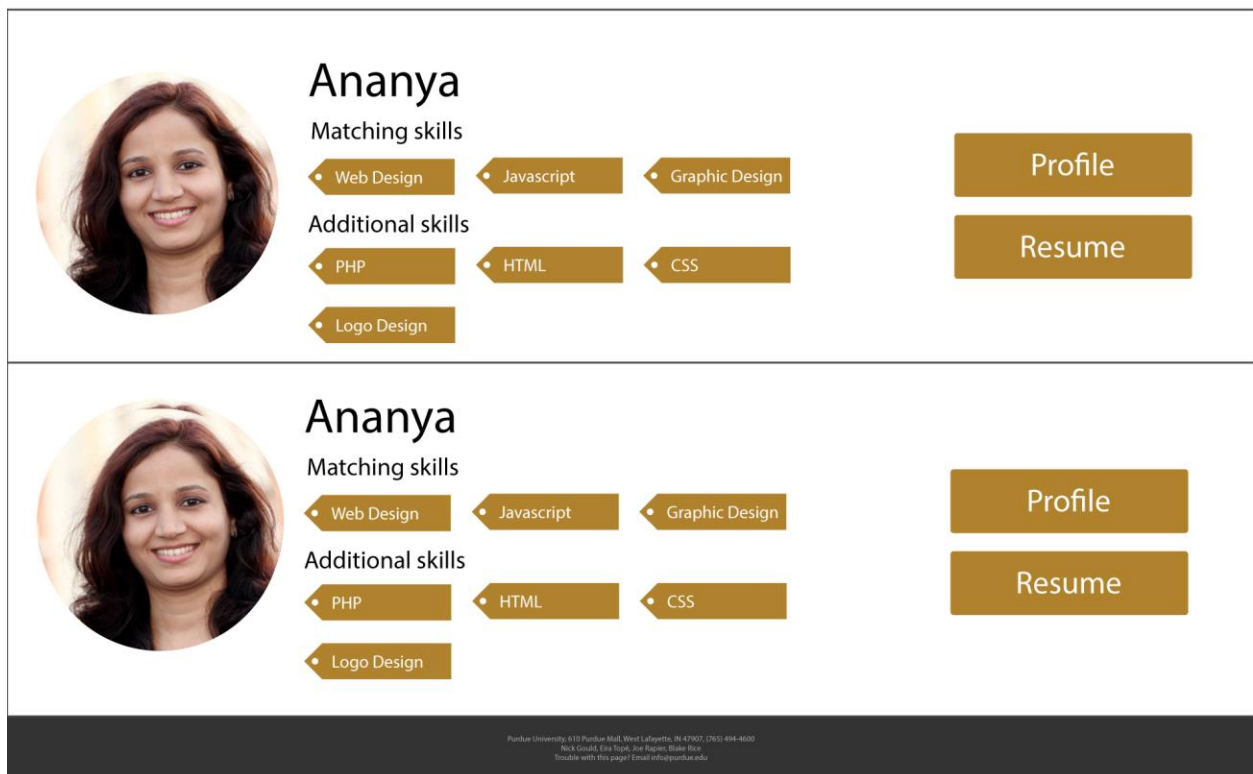 Ananya
Matching skills
Web Design Javascript Graphic Design
Profile
Additional skills
Resume
PHP HTML CSS
Logo Design
Ananya
Matching skills
Web Design Javascript Graphic Design
Profile
Additional skills
Resume
PHP HTML CSS
Logo Design
Purdue University, 610 Purdue Mall, West Lafayette, IN 47907, (765) 494-4600
Nick Gould, Eira Topé, Joe Rapier, Blake Rice
Trouble with this page? Email info@purdue.edu